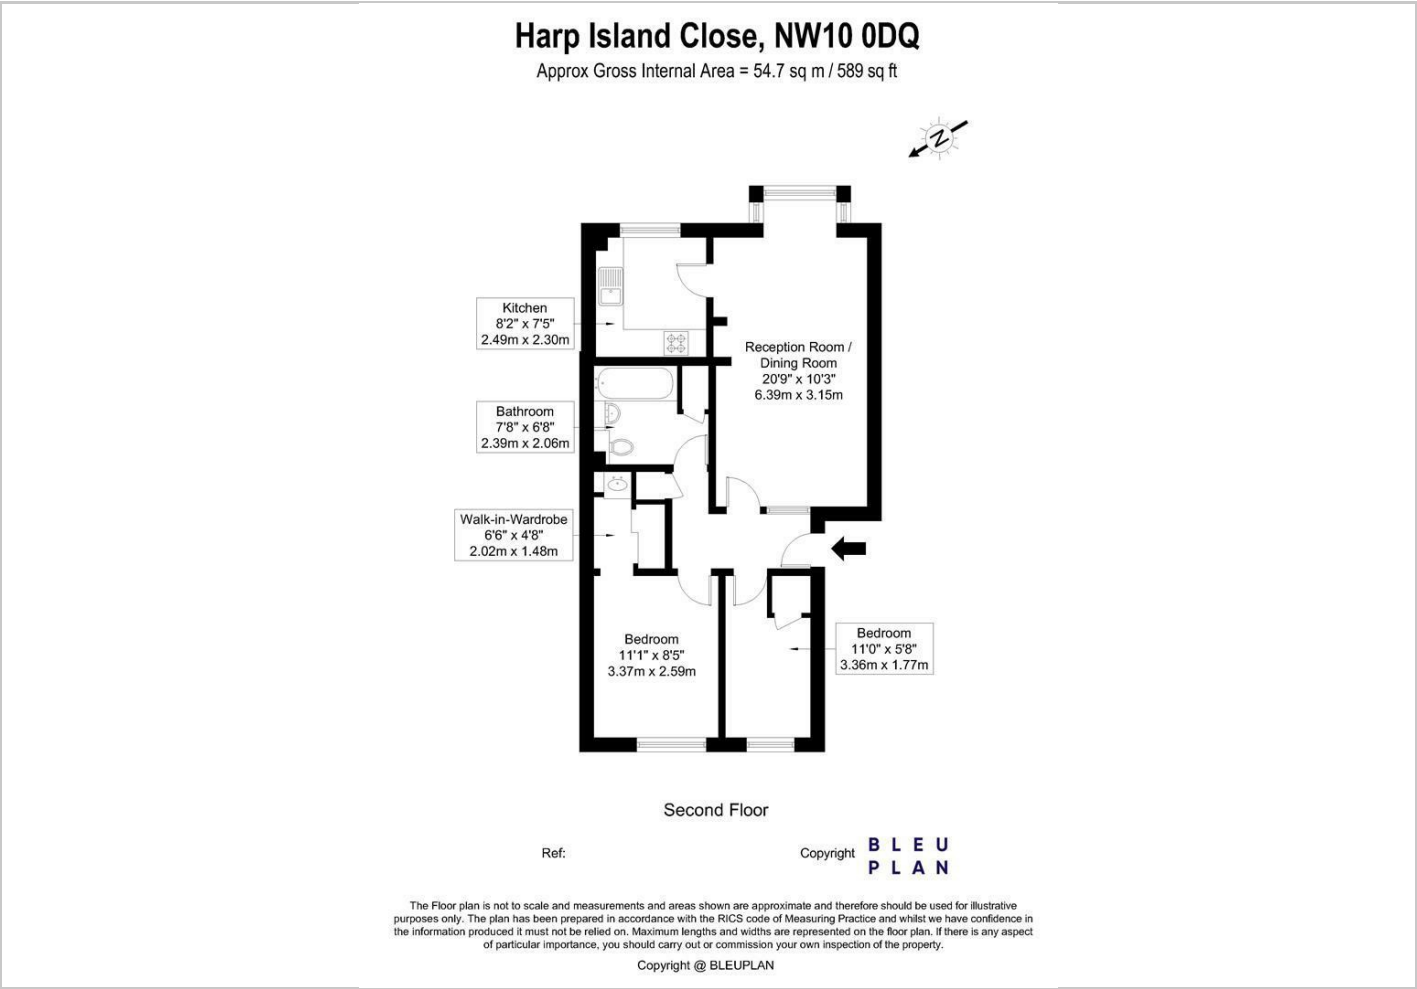 Harp Island Close, NW10 0DQ
Approx Gross Internal Area = 54.7 sq m / 589 sq ft
N
Kitchen
8'2" x 7'5"
2.49m x 2.30m
Reception Room /
Dining Room
20'9" x 10'3"
6.39m x 3.15m
Bathroom
7'8" x 6'8"
2.39m x 2.06m
Walk-in-Wardrobe
6'6" x 4'8"
2.02m x 1.48m
Bedroom
11'1" x 8'5"
3.37m x 2.59m
Bedroom
11'0" x 5'8"
3.36m x 1.77m
Second Floor
Ref:
Copyright
BLEU
PLAN
The Floor plan is not to scale and measurements and areas shown are approximate and therefore should be used for illustrative
purposes only. The plan has been prepared in accordance with the RICS code of Measuring Practice and whilst we have confidence in
the information produced it must not be relied on. Maximum lengths and widths are represented on the floor plan. If there is any aspect
of particular importance, you should carry out or commission your own inspection of the property.
Copyright @ BLEUPLAN